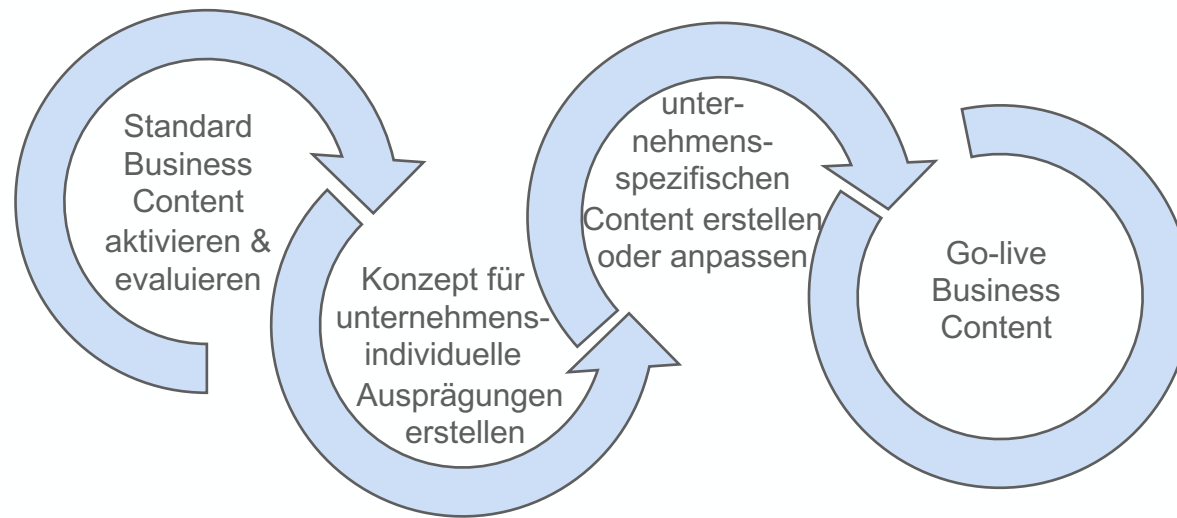 Standard
Business
Content
aktivieren &
evaluieren
Konzept für
unternehmens-
individuelle
Ausprägungen
erstellen
unter-
nehmens-
spezifischen
Content erstellen
oder anpassen
Go-live
Business
Content